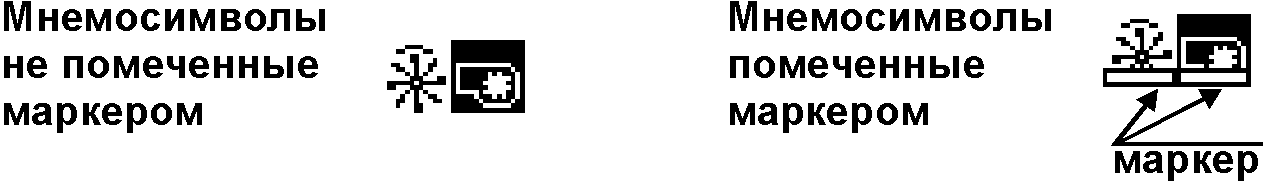 Мнемосимволы
не помеченные
маркером
Мнемосимволы
помеченные
маркером
маркер